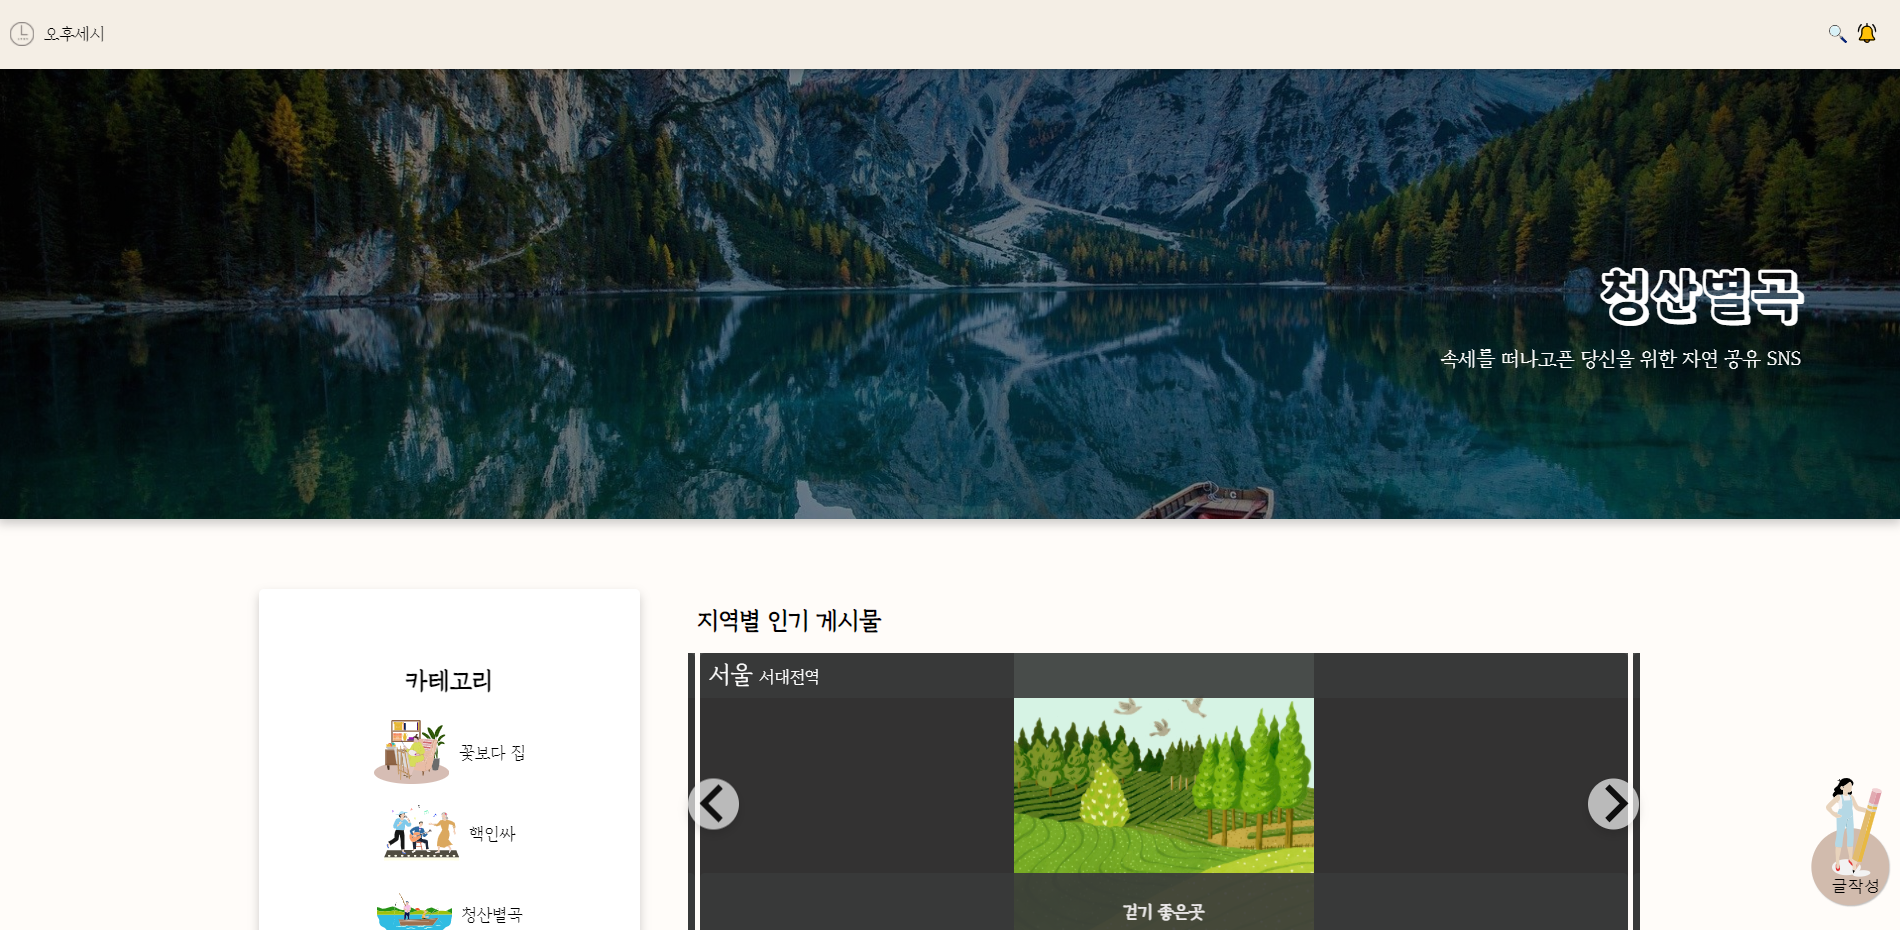 오후세시
청산별곡
속세를 떠나고픈 당신을 위한 자연 공유 SNS
카테고리
꽃보다 집
핵인싸
청산별곡
지역별 인기 게시물
서울 서대전역
걷기 좋은곳
글작성